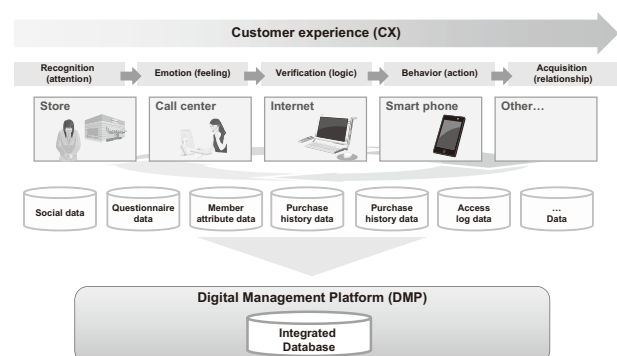 Customer experience (CX)
Recognition
(attention)
Emotion (feeling)
Verification (logic)
Behavior (action)
Acquisition
(relationship)
Store
Call center
Internet
Smart phone
Other…
Social data
Questionnaire
data
Member
attribute data
Purchase
history data
Purchase
history data
Access
log data
…
Data
Digital Management Platform (DMP)
Integrated
Database